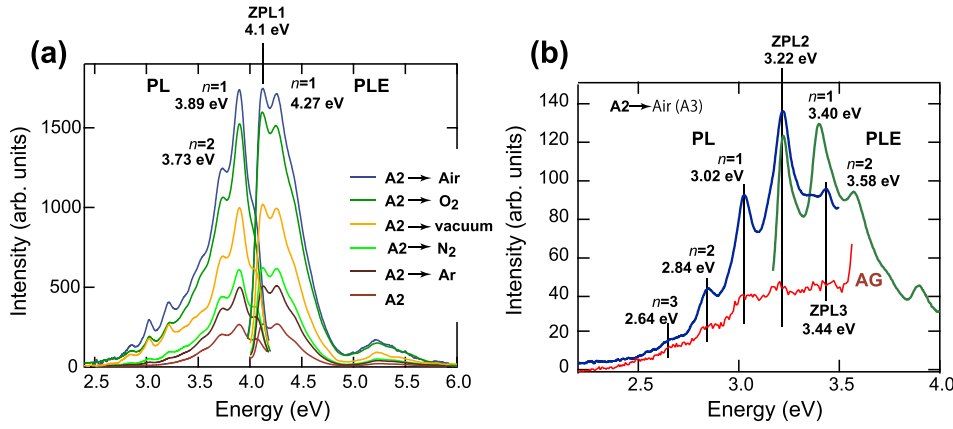 (a)
ZPL1
4.1 eV
PL
n=1
3.89 eV
n=1
4.27 eV
PLE
n=2
3.73 eV
1500
1000
500
0
Intensity (arb. units)
A2 → Air
A2 → O2
A2 → vacuum
A2 → N2
A2 → Ar
A2
2.5 3.0 3.5 4.0 4.5 5.0 5.5 6.0
Energy (eV)
(b)
ZPL2
3.22 eV
A2 → Air (A3)
PL
n=1
3.40 eV
PLE
n=1
3.02 eV
n=2
3.58 eV
n=2
2.84 eV
n=3
2.64 eV
AG
ZPL3
3.44 eV
140
120
100
80
60
40
20
0
Intensity (arb. units)
2.5 3.0 3.5 4.0
Energy (eV)